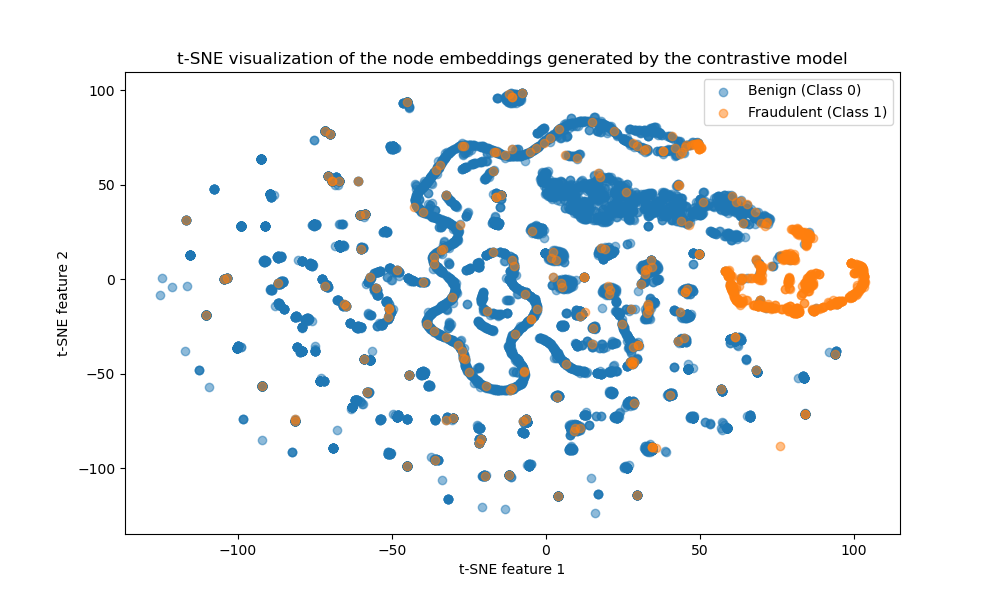 t-SNE visualization of the node embeddings generated by the contrastive model
Benign (Class 0)
Fraudulent (Class 1)
100
50
0
−50
−100
t-SNE feature 2
−100
−50
0
50
100
t-SNE feature 1